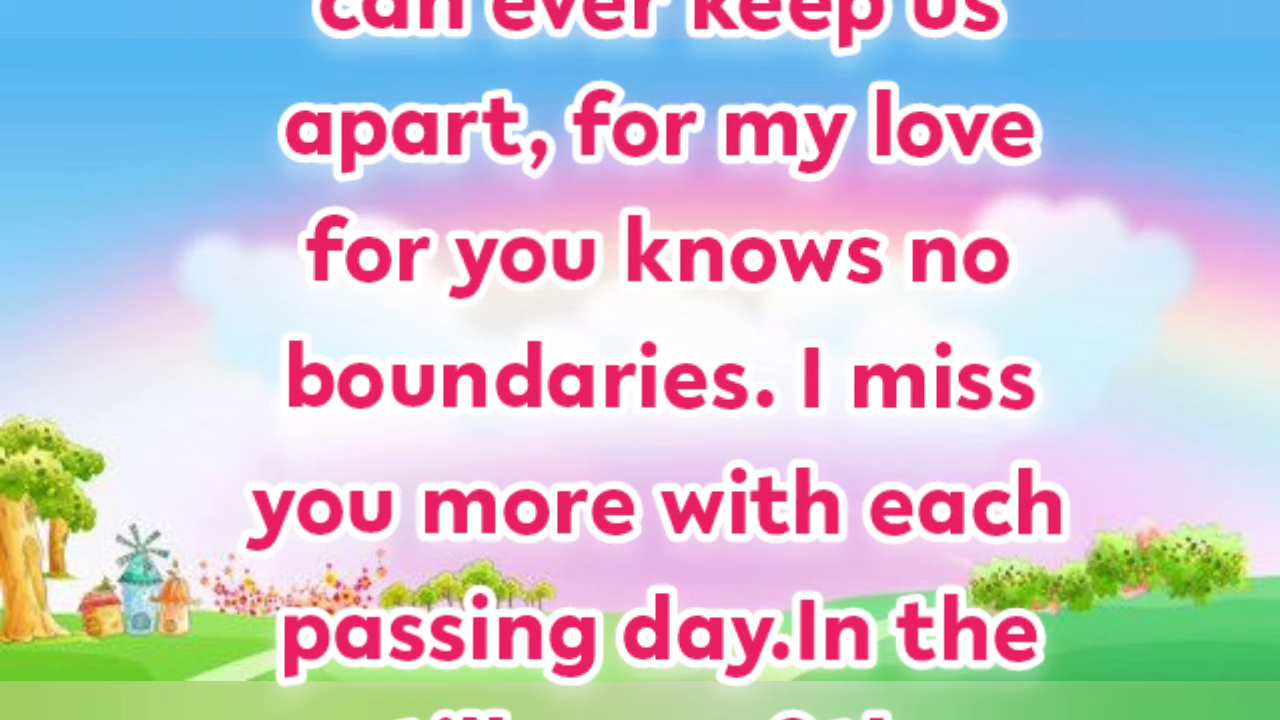 can ever keep us
apart, for my love
for you knows no
boundaries. I miss
you more with each
passing day.In the